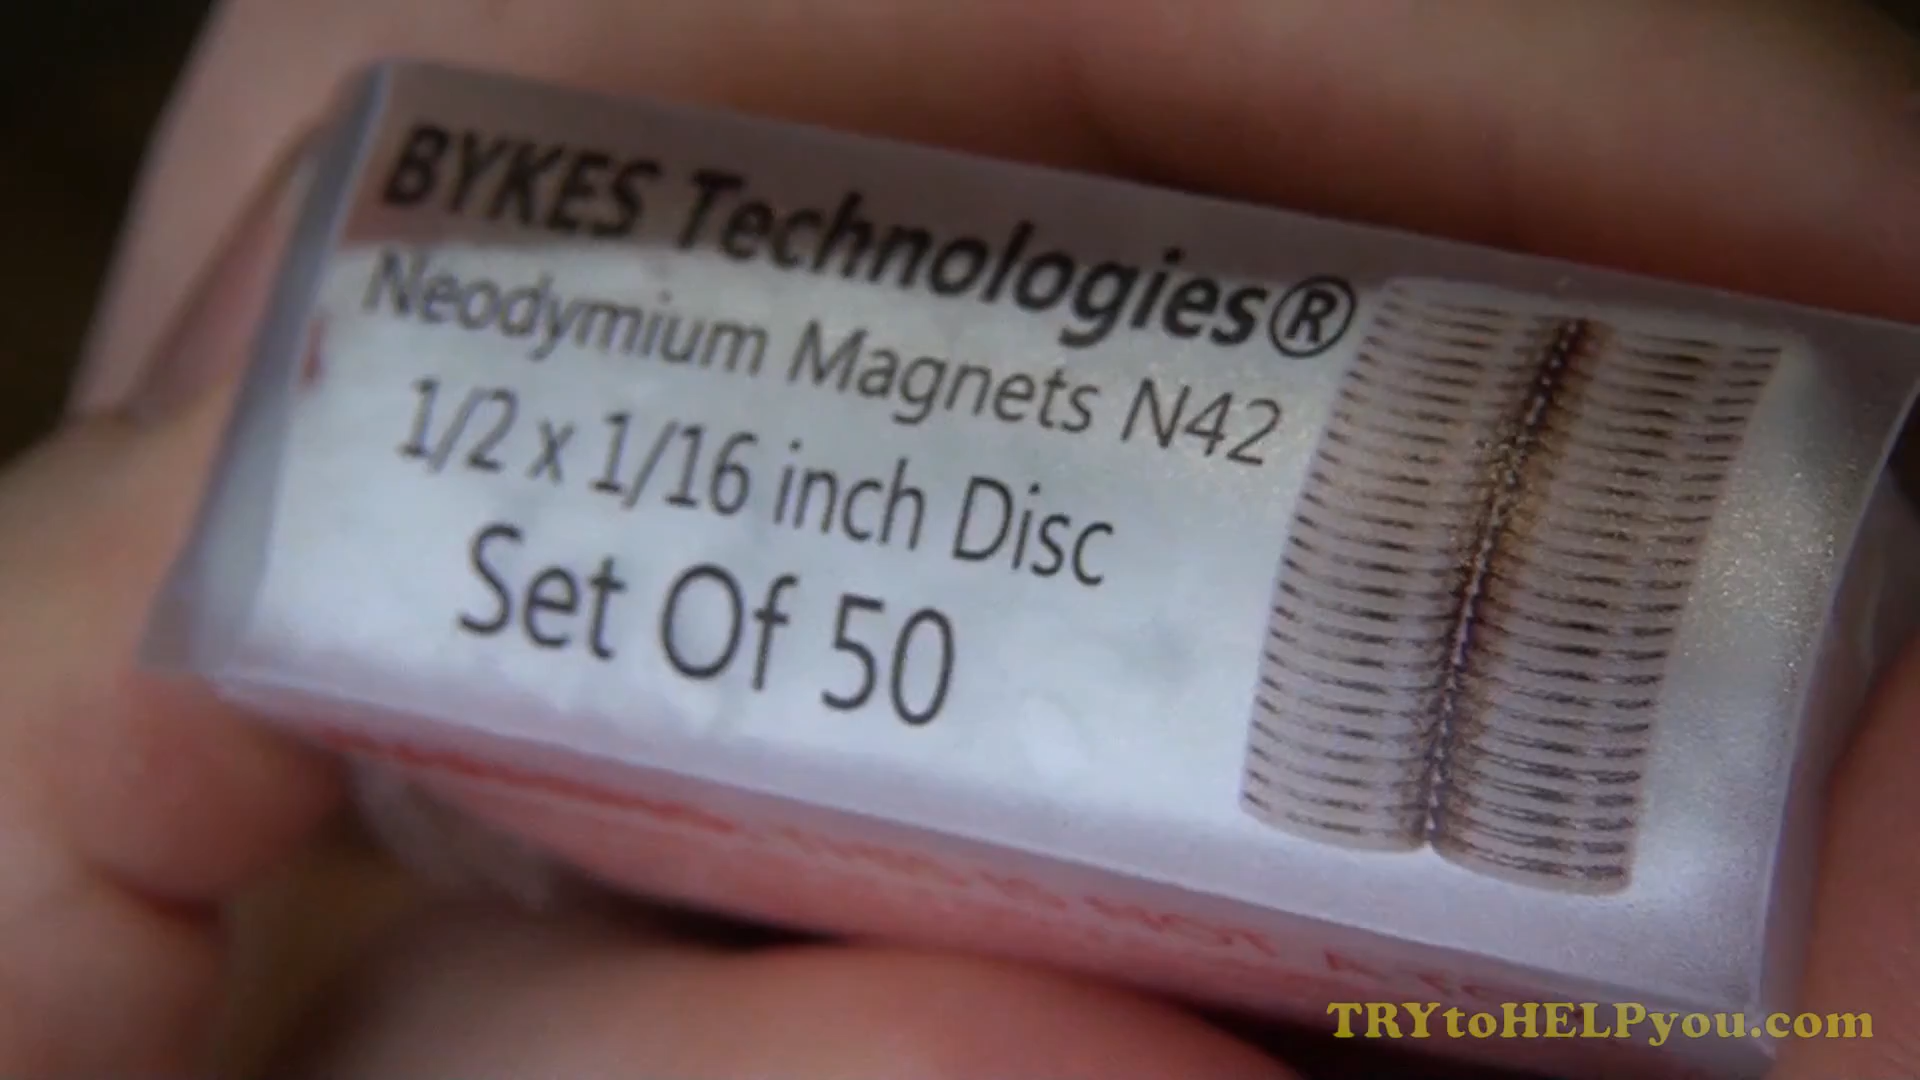 BYKES Technologies®
Neodymium Magnets N42
1/2 x 1/16 inch Disc
Set Of 50
TRYtoHELPyou.com